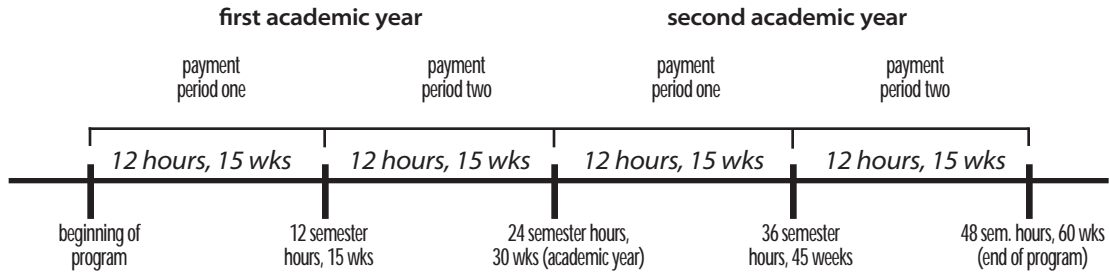 first academic year
second academic year
payment
period one
payment
period two
payment
period one
payment
period two
12 hours, 15 wks
12 hours, 15 wks
12 hours, 15 wks
12 hours, 15 wks
beginning of
program
12 semester
hours, 15 wks
24 semester hours,
30 wks (academic year)
36 semester
hours, 45 weeks
48 sem. hours, 60 wks
(end of program)